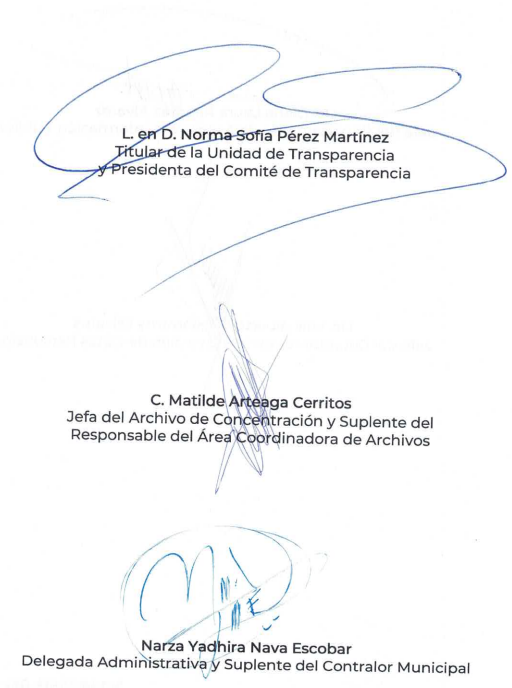 L. en D. Norma Sofía Pérez Martínez
Titular de la Unidad de Transparencia
y Presidenta del Comité de Transparencia
C. Matilde Arteaga Cerritos
Jefa del Archivo de Concentración y Suplente del
Responsable del Área Coordinadora de Archivos
Narza Yadhira Nava Escobar
Delegada Administrativa y Suplente del Contralor Municipal